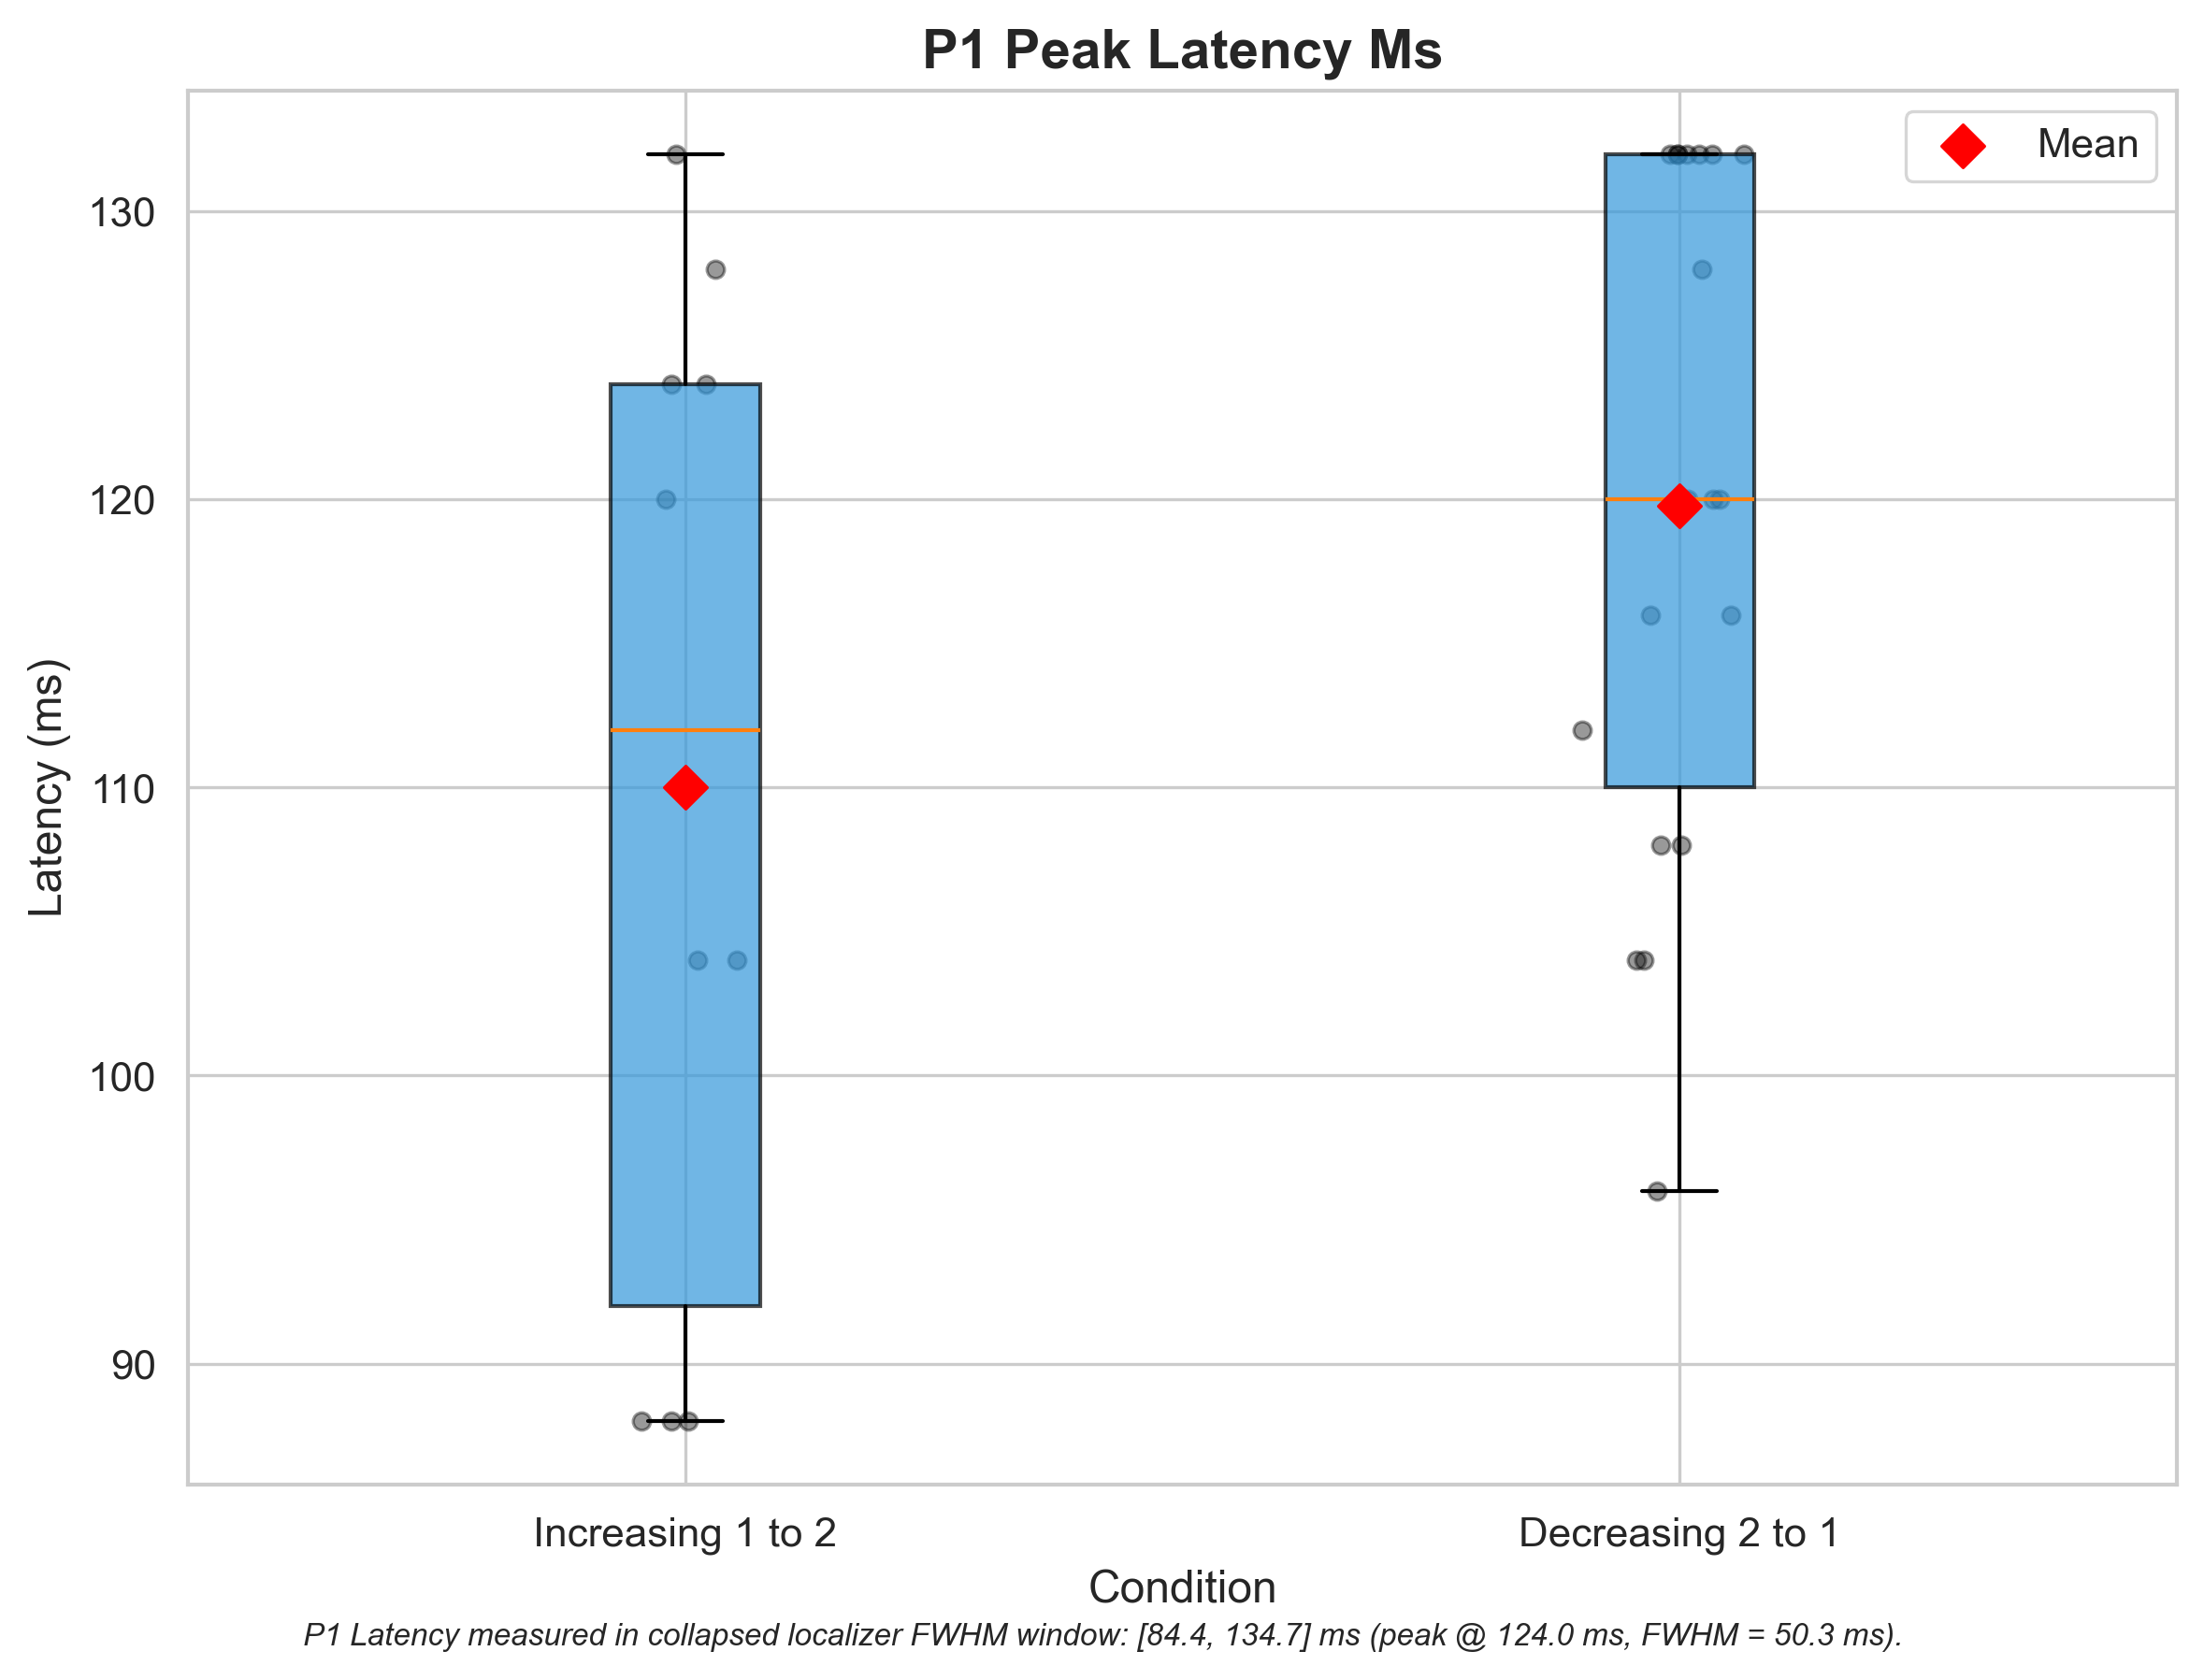 P1 Peak Latency Ms
Mean
130
120
110
100
90
Latency (ms)
Increasing 1 to 2
Decreasing 2 to 1
Condition
P1 Latency measured in collapsed localizer FWHM window: [84.4, 134.7] ms (peak @ 124.0 ms, FWHM = 50.3 ms).